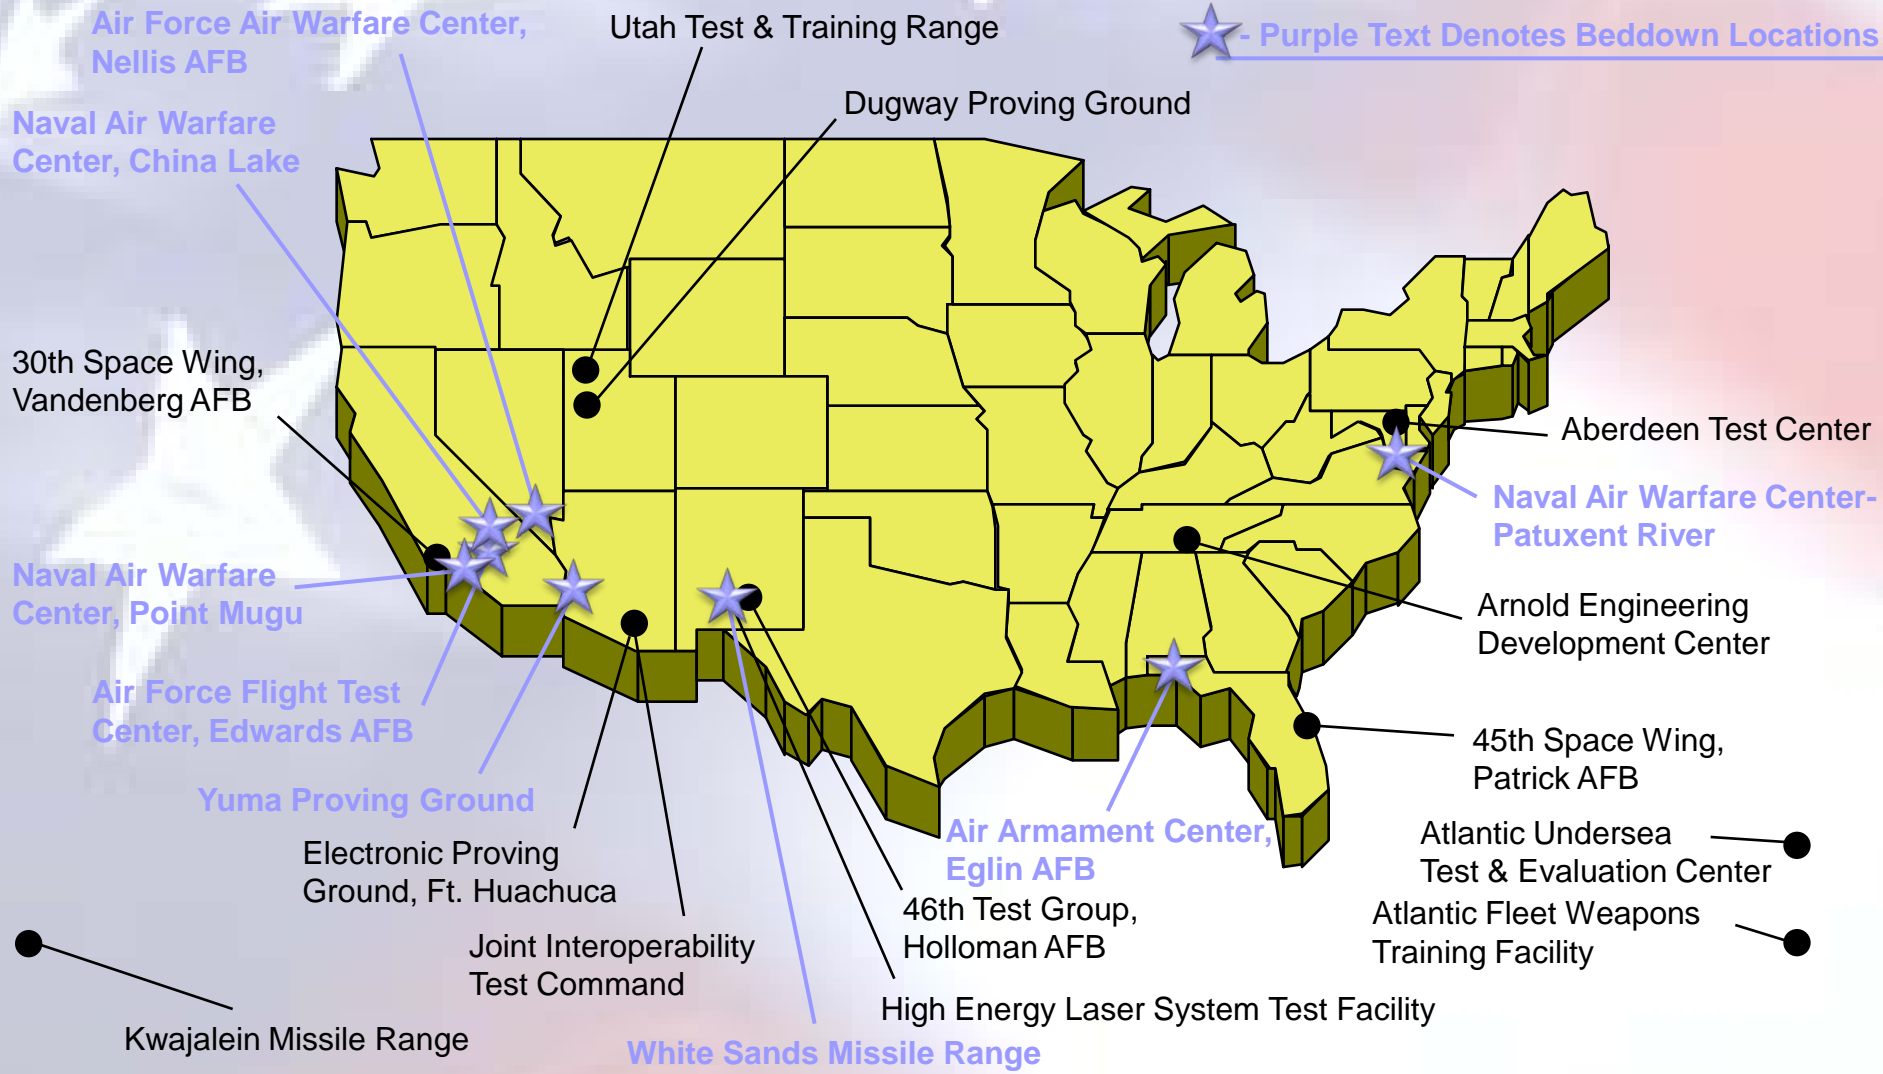 Air Force Air Warfare Center,
Nellis AFB
Utah Test & Training Range
- Purple Text Denotes Beddown Locations
Dugway Proving Ground
Naval Air Warfare
Center, China Lake
30th Space Wing,
Vandenberg AFB
Aberdeen Test Center
Naval Air Warfare Center-
Patuxent River
Naval Air Warfare
Center, Point Mugu
Arnold Engineering
Development Center
Air Force Flight Test
Center, Edwards AFB
45th Space Wing,
Patrick AFB
Yuma Proving Ground
Air Armament Center,
Eglin AFB
Atlantic Undersea
Test & Evaluation Center
Electronic Proving
Ground, Ft. Huachuca
46th Test Group,
Holloman AFB
Atlantic Fleet Weapons
Training Facility
Joint Interoperability
Test Command
High Energy Laser System Test Facility
Kwajalein Missile Range
White Sands Missile Range